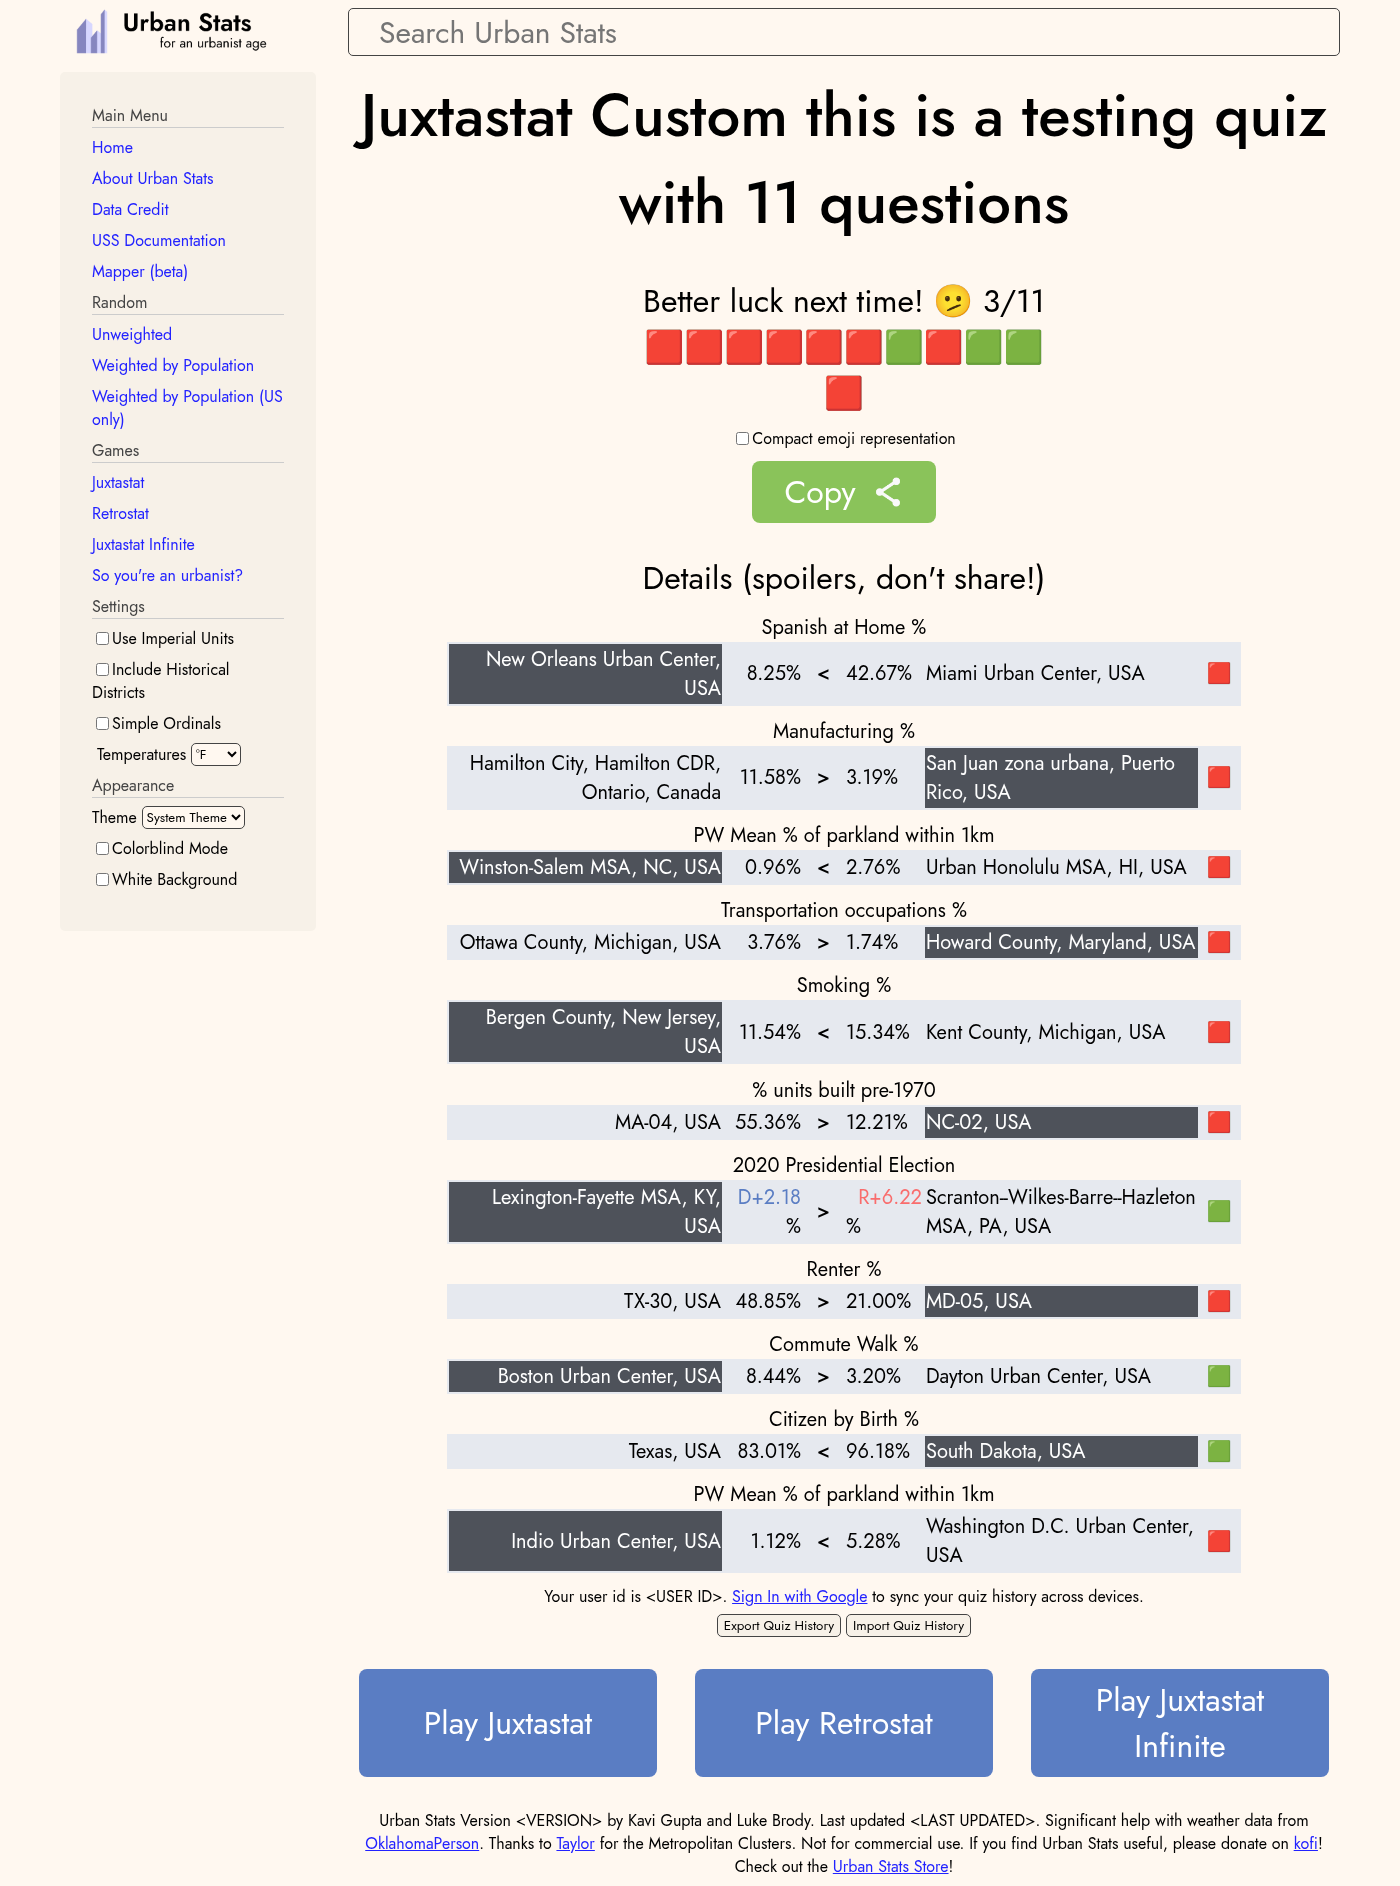 Urban Stats
for an urbanist age
Search Urban Stats
Main Menu
Home
About Urban Stats
Data Credit
USS Documentation
Mapper (beta)
Random
Unweighted
Weighted by Population
Weighted by Population (US
only)
Games
Juxtastat
Retrostat
Juxtastat Infinite
So you're an urbanist?
Settings
Use Imperial Units
Include Historical
Districts
Simple Ordinals
Temperatures °F
Appearance
Theme System Theme
Colorblind Mode
White Background
Juxtastat Custom this is a testing quiz
with 11 questions
Better luck next time! 🫤 3/11
🟥🟥🟥🟥🟥🟥🟩🟥🟩🟩
🟥
Compact emoji representation
Copy
Details (spoilers, don't share!)
Spanish at Home %
New Orleans Urban Center,
USA
8.25% < 42.67% Miami Urban Center, USA 🟥
Manufacturing %
Hamilton City, Hamilton CDR,
Ontario, Canada
11.58% > 3.19%
San Juan zona urbana, Puerto
Rico, USA
🟥
PW Mean % of parkland within 1km
Winston-Salem MSA, NC, USA 0.96% < 2.76% Urban Honolulu MSA, HI, USA 🟥
Transportation occupations %
Ottawa County, Michigan, USA 3.76% > 1.74% Howard County, Maryland, USA 🟥
Smoking %
Bergen County, New Jersey,
USA
11.54% < 15.34% Kent County, Michigan, USA 🟥
% units built pre-1970
MA-04, USA 55.36% > 12.21% NC-02, USA 🟥
2020 Presidential Election
Lexington-Fayette MSA, KY,
USA
D+2.18
%
>
R+6.22
%
Scranton--Wilkes-Barre--Hazleton
MSA, PA, USA
🟩
Renter %
TX-30, USA 48.85% > 21.00% MD-05, USA 🟥
Commute Walk %
Boston Urban Center, USA 8.44% > 3.20% Dayton Urban Center, USA 🟩
Citizen by Birth %
Texas, USA 83.01% < 96.18% South Dakota, USA 🟩
PW Mean % of parkland within 1km
Indio Urban Center, USA 1.12% < 5.28%
Washington D.C. Urban Center,
USA
🟥
Your user id is <USER ID>. Sign In with Google to sync your quiz history across devices.
Export Quiz History Import Quiz History
Play Juxtastat
Play Retrostat
Play Juxtastat
Infinite
Urban Stats Version <VERSION> by Kavi Gupta and Luke Brody. Last updated <LAST UPDATED>. Significant help with weather data from
OklahomaPerson. Thanks to Taylor for the Metropolitan Clusters. Not for commercial use. If you find Urban Stats useful, please donate on kofi!
Check out the Urban Stats Store!